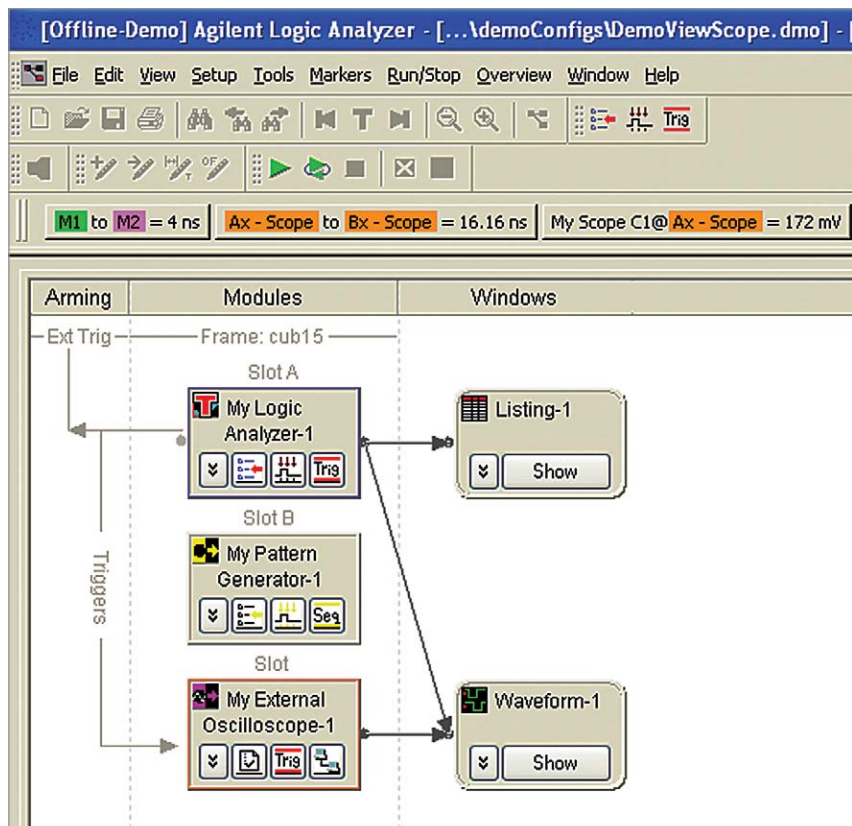 [Offline-Demo] Agilent Logic Analyzer - [...\demoConfigs\DemoViewScope.dmo] - [
File Edit View Setup Tools Markers Run/Stop Overview Window Help
T Trig
T OF
M1 to M2 = 4 ns Ax - Scope to Bx - Scope = 16.16 ns My Scope C1@ Ax - Scope = 172 mV
Arming Modules Windows
Ext Trig Frame: cub15
Slot A
My Logic
Analyzer-1
Trig
Listing-1
Show
Slot B
My Pattern
Generator-1
Seq
Triggers
Slot
My External
Oscilloscope-1
Trig
Waveform-1
Show